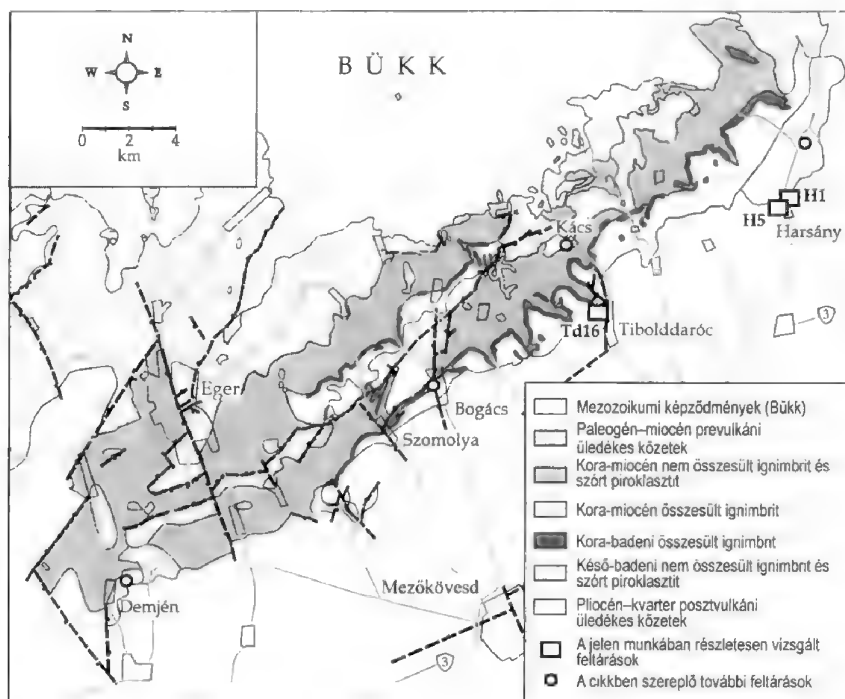 N
W E
S
0 2 4
km
BÜKK
H1
H5
Harsány
Kács
Td16
Tibolddaróc
3
Eger
Bogács
Szomolya
Mezőkövesd
Demjén
3
Mezozoikumi képződmények (Bükk)
Paleogén–miocén prevulkáni
üledékes kőzetek
Kora-miocén nem összesült ignimbrit és
szórt piroklasztit
Kora-miocén összesült ignimbrit
Kora-badeni összesült ignimbrit
Késő-badeni nem összesült ignimbrit és
szórt piroklasztit
Pliocén–kvarter posztvulkáni
üledékes kőzetek
A jelen munkában részletesen vizsgált
feltárások
A cikkben szereplő további feltárások